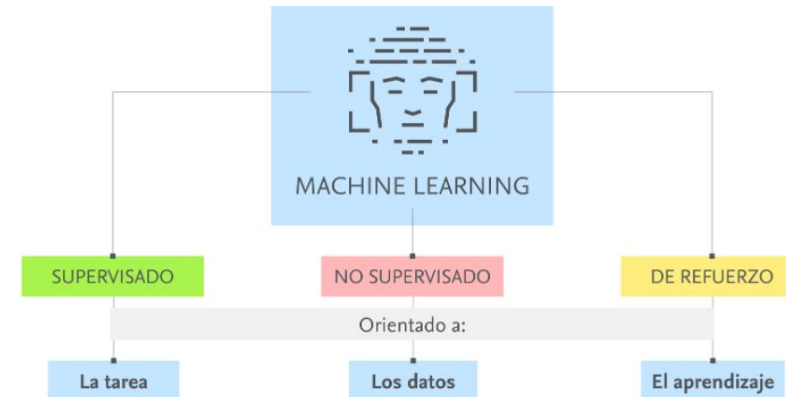 MACHINE LEARNING
SUPERVISADO
NO SUPERVISADO
DE REFUERZO
Orientado a:
La tarea
Los datos
El aprendizaje